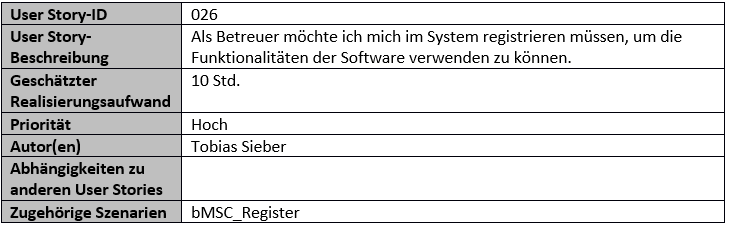 User Story-ID 026
User Story- Als Betreuer möchte ich mich im System registrieren müssen, um die
Beschreibung Funktionalitäten der Software verwenden zu können.
Geschätzter 10 Std.
Realisierungsaufwand
Priorität Hoch
Autor(en) Tobias Sieber
Abhängigkeiten zu
anderen User Stories
Zugehörige Szenarien bMSC_Register